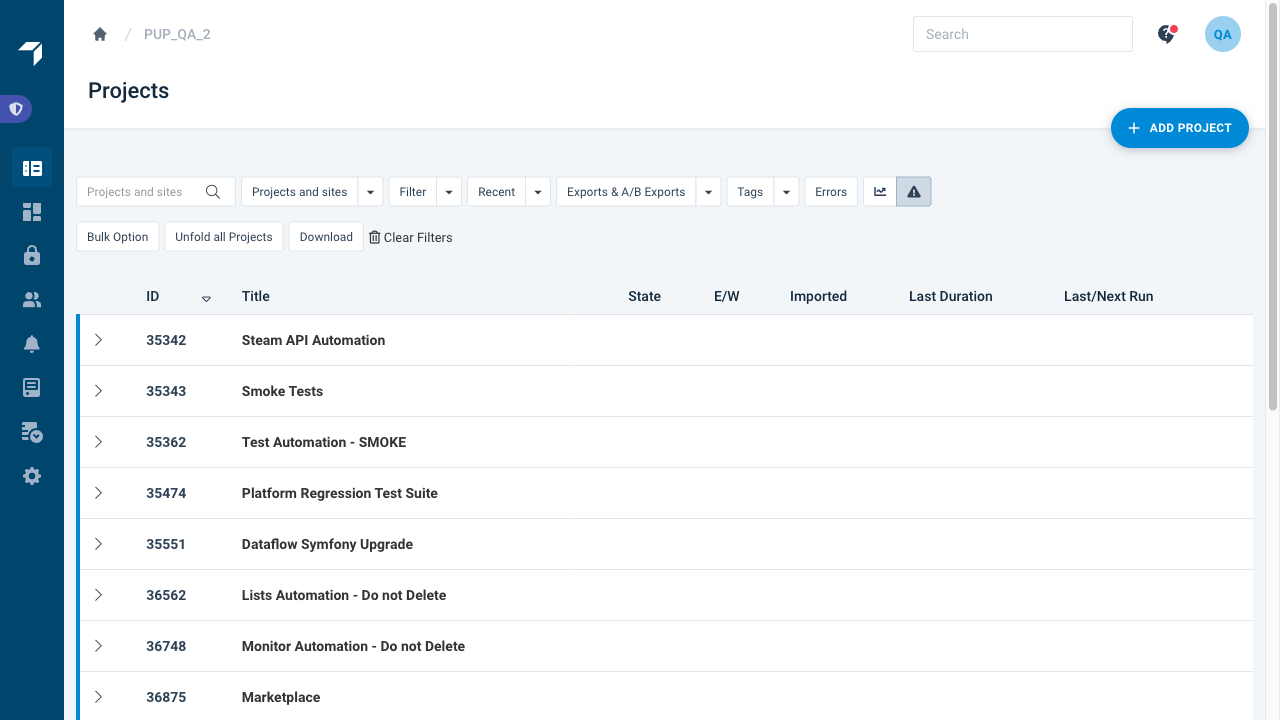 / PUP_QA_2
Search
QA
Projects
ADD PROJECT
Projects and sites
Projects and sites
Filter
Recent
Exports & A/B Exports
Tags
Errors
Bulk Option
Unfold all Projects
Download
Clear Filters
ID Title State E/W Imported Last Duration Last/Next Run
35342 Steam API Automation
35343 Smoke Tests
35362 Test Automation - SMOKE
35474 Platform Regression Test Suite
35551 Dataflow Symfony Upgrade
36562 Lists Automation - Do not Delete
36748 Monitor Automation - Do not Delete
36875 Marketplace